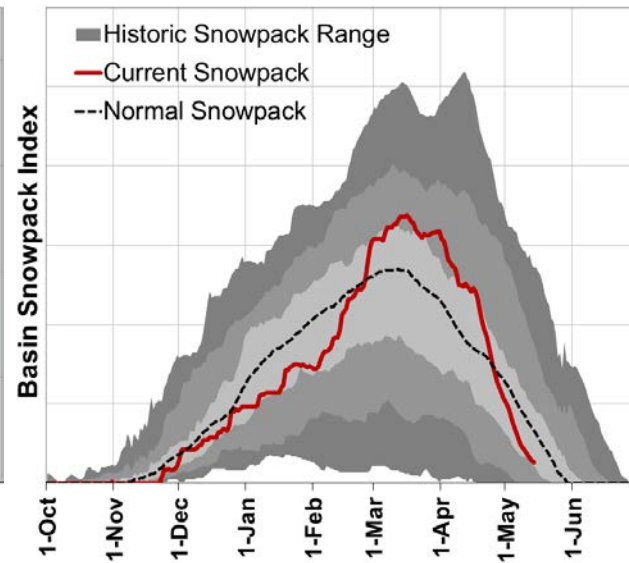 Historic Snowpack Range
Current Snowpack
Normal Snowpack
Basin Snowpack Index
1-Oct
1-Nov
1-Dec
1-Jan
1-Feb
1-Mar
1-Apr
1-May
1-Jun